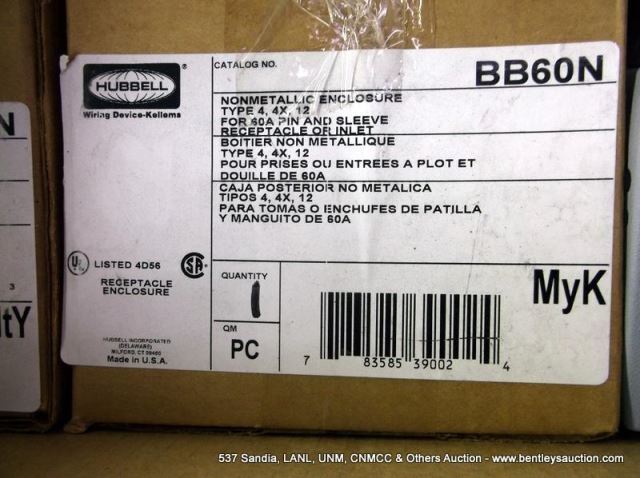 HUBBELL
®
Wiring Device-Kellems
CATALOG NO.
BB60N
NONMETALLIC ENCLOSURE
TYPE 4, 4X, 12
FOR 60A PIN AND SLEEVE
RECEPTACLE OR INLET
BOITIER NON METALLIQUE
TYPE 4, 4X, 12
POUR PRISES OU ENTREES A PLOT ET
DOUILLE DE 60A
CAJA POSTERIOR NO METALICA
TIPOS 4, 4X, 12
PARA TOMAS O ENCHUFES DE PATILLA
Y MANGUITO DE 60A
UL
LISTED 4D56
SA
RECEPTACLE
ENCLOSURE
HUBBELL INCORPORATED
(DELAWARE)
MILFORD, CT 06460
Made in U.S.A.
QUANTITY
1
QM
PC
MyK
7 83585 39002 4
N
3
ItY
537 Sandia, LANL, UNM, CNMCC & Others Auction - www.bentleysauction.com